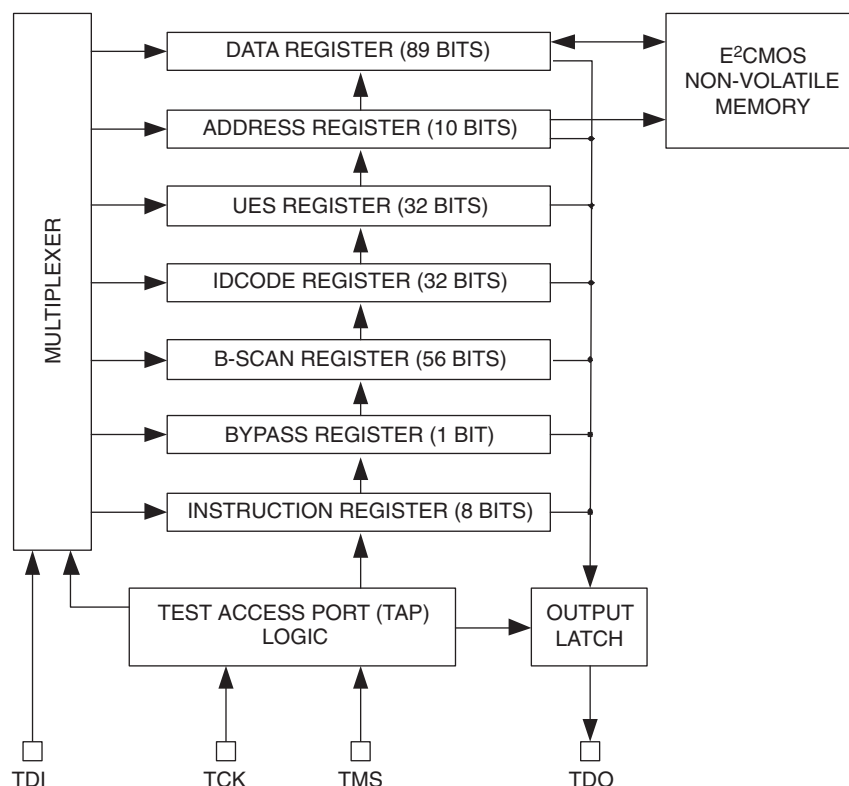 DATA REGISTER (89 BITS)
E²CMOS
NON-VOLATILE
MEMORY
ADDRESS REGISTER (10 BITS)
UES REGISTER (32 BITS)
MULTIPLEXER
IDCODE REGISTER (32 BITS)
B-SCAN REGISTER (56 BITS)
BYPASS REGISTER (1 BIT)
INSTRUCTION REGISTER (8 BITS)
TEST ACCESS PORT (TAP)
LOGIC
OUTPUT
LATCH
TDI
TCK
TMS
TDO